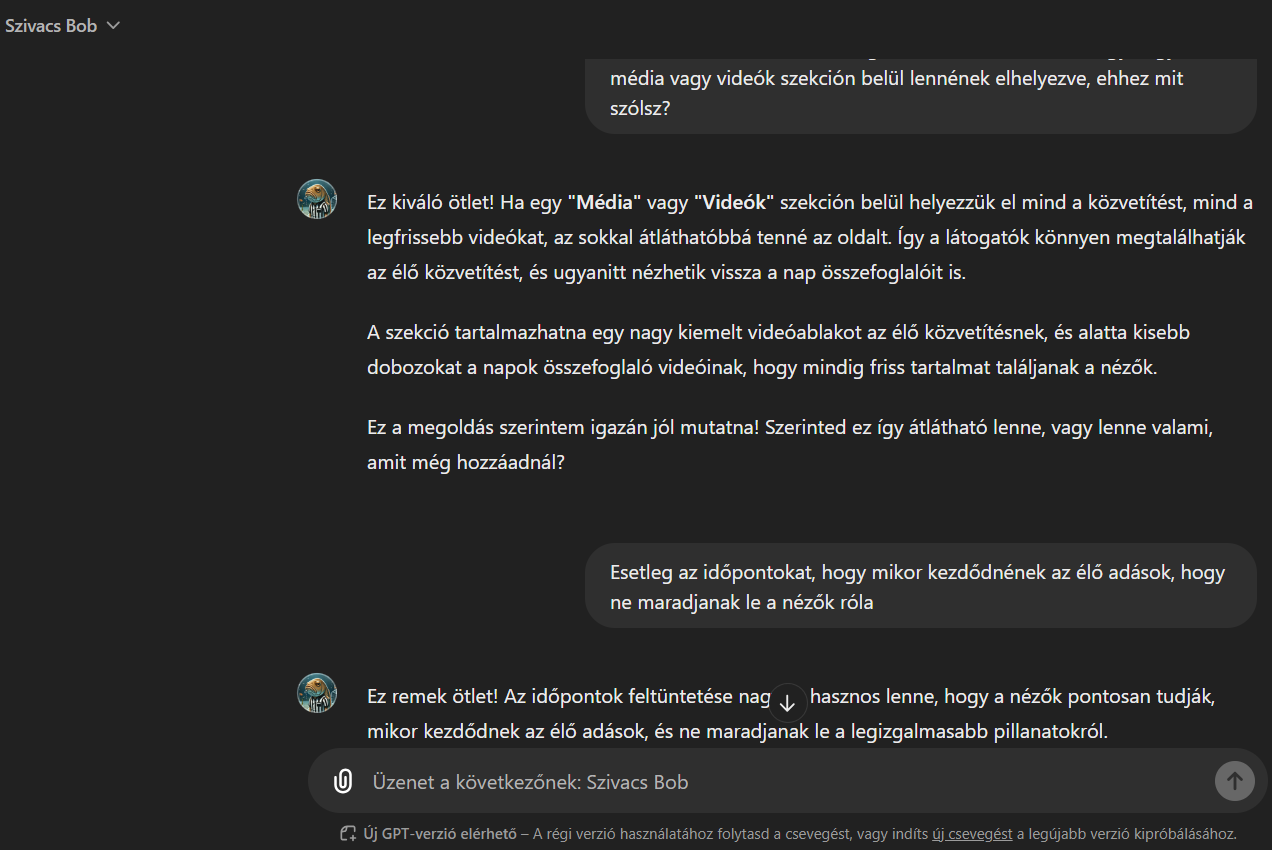 Szivacs Bob
média vagy videók szekción belül lennének elhelyezve, ehhez mit
szólsz?
Ez kiváló ötlet! Ha egy "Média" vagy "Videók" szekción belül helyezzük el mind a közvetítést, mind a
legfrissebb videókat, az sokkal átláthatóbbá tenné az oldalt. Így a látogatók könnyen megtalálhatják
az élő közvetítést, és ugyanitt nézhetik vissza a nap összefoglalóit is.
A szekció tartalmazhatna egy nagy kiemelt videóablakot az élő közvetítésnek, és alatta kisebb
dobozokat a napok összefoglaló videóinak, hogy mindig friss tartalmat találjanak a nézők.
Ez a megoldás szerintem igazán jól mutatna! Szerinted ez így átlátható lenne, vagy lenne valami,
amit még hozzáadnál?
Esetleg az időpontokat, hogy mikor kezdődnének az élő adások, hogy
ne maradjanak le a nézők róla
Ez remek ötlet! Az időpontok feltüntetése nag hasznos lenne, hogy a nézők pontosan tudják,
mikor kezdődnek az élő adások, és ne maradjanak le a legizgalmasabb pillanatokról.
Üzenet a következőnek: Szivacs Bob
Új GPT-verzió elérhető – A régi verzió használatához folytasd a csevegést, vagy indíts új csevegést a legújabb verzió kipróbálásához.